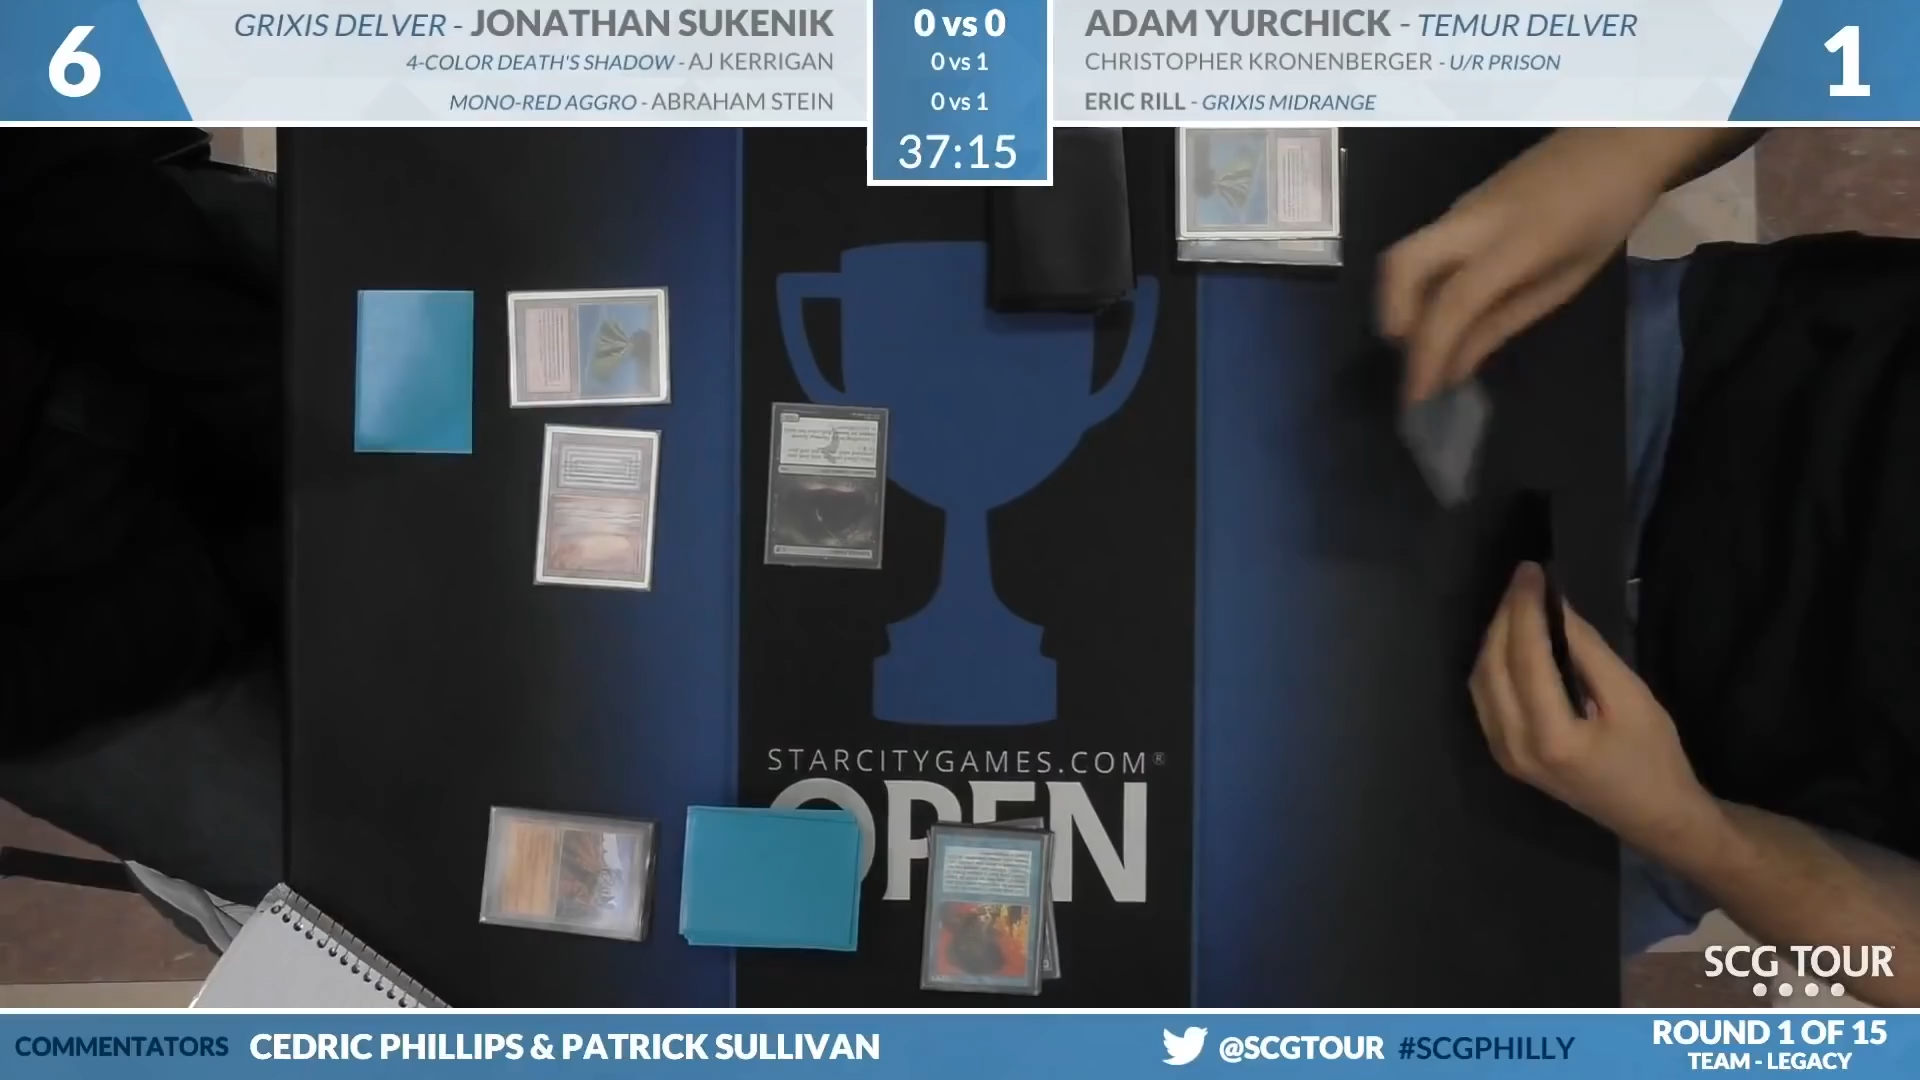 6
GRIXIS DELVER - JONATHAN SUKENIK
4-COLOR DEATH'S SHADOW - AJ KERRIGAN
MONO-RED AGGRO - ABRAHAM STEIN
0 vs 0
0 vs 1
0 vs 1
37:15
ADAM YURCHICK - TEMUR DELVER
CHRISTOPHER KRONENBERGER - U/R PRISON
ERIC RILL - GRIXIS MIDRANGE
1
STARCITYGAMES.COM®
OPEN
SCG TOUR
COMMENTATORS CEDRIC PHILLIPS & PATRICK SULLIVAN
@SCGTOUR #SCGPHILLY
ROUND 1 OF 15
TEAM - LEGACY